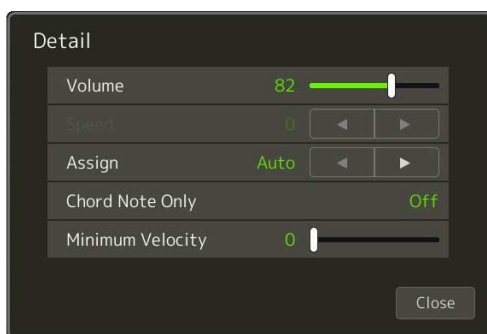 Detail
Volume 82
Speed 0
Assign Auto
Chord Note Only Off
Minimum Velocity 0
Close